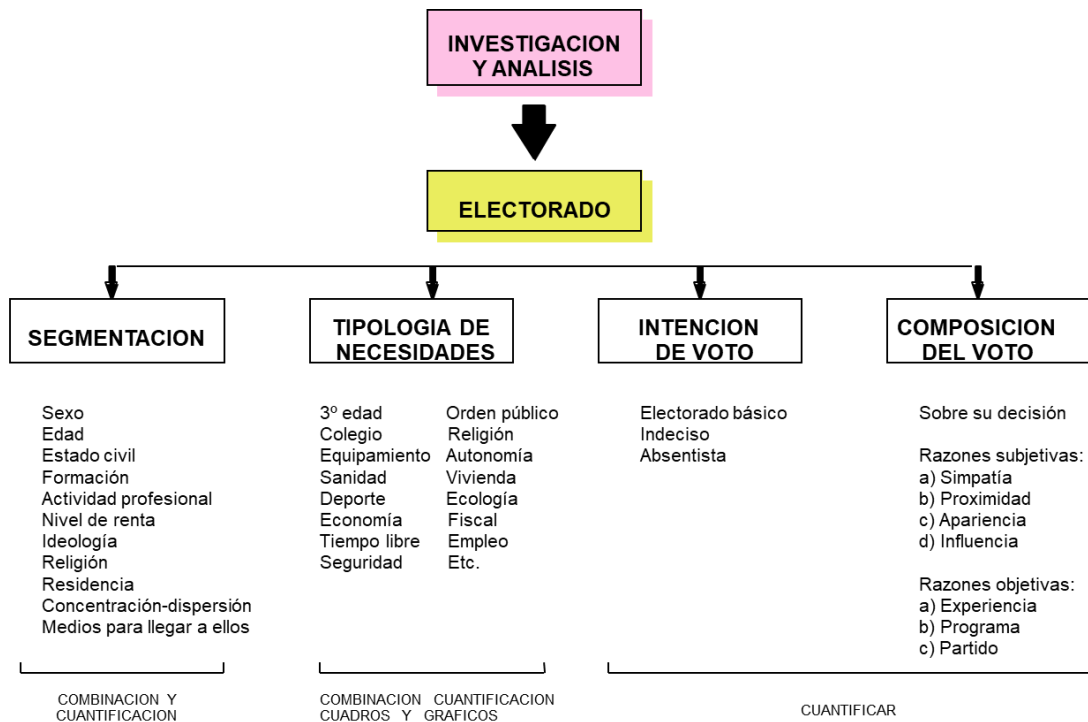 INVESTIGACION
Y ANALISIS
ELECTORADO
SEGMENTACION
TIPOLOGIA DE
NECESIDADES
INTENCION
DE VOTO
COMPOSICION
DEL VOTO
Sexo
Edad
Estado civil
Formación
Actividad profesional
Nivel de renta
Ideología
Religión
Residencia
Concentración-dispersión
Medios para llegar a ellos
3º edad
Colegio
Equipamiento
Sanidad
Deporte
Economía
Tiempo libre
Seguridad
Orden público
Religión
Autonomía
Vivienda
Ecología
Fiscal
Empleo
Etc.
Electorado básico
Indeciso
Absentista
Sobre su decisión
Razones subjetivas:
a) Simpatía
b) Proximidad
c) Apariencia
d) Influencia
Razones objetivas:
a) Experiencia
b) Programa
c) Partido
COMBINACION Y
CUANTIFICACION
COMBINACION CUANTIFICACION
CUADROS Y GRAFICOS
CUANTIFICAR